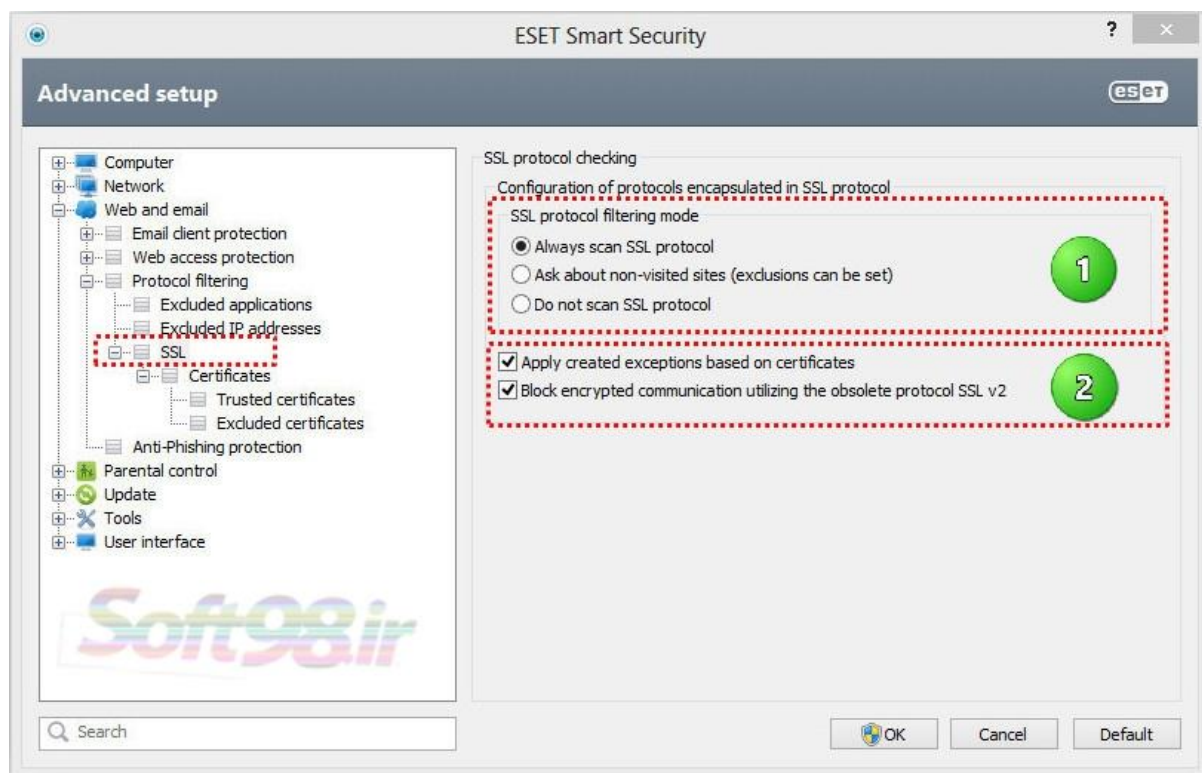 ESET Smart Security
?
Advanced setup
eseT
Computer
Network
Web and email
Email client protection
Web access protection
Protocol filtering
Excluded applications
Excluded IP addresses
SSL
Certificates
Trusted certificates
Excluded certificates
Anti-Phishing protection
Parental control
Update
Tools
User interface
Soft98.ir
Search
SSL protocol checking
Configuration of protocols encapsulated in SSL protocol
SSL protocol filtering mode
Always scan SSL protocol
Ask about non-visited sites (exclusions can be set)
Do not scan SSL protocol
1
Apply created exceptions based on certificates
Block encrypted communication utilizing the obsolete protocol SSL v2
2
OK
Cancel
Default